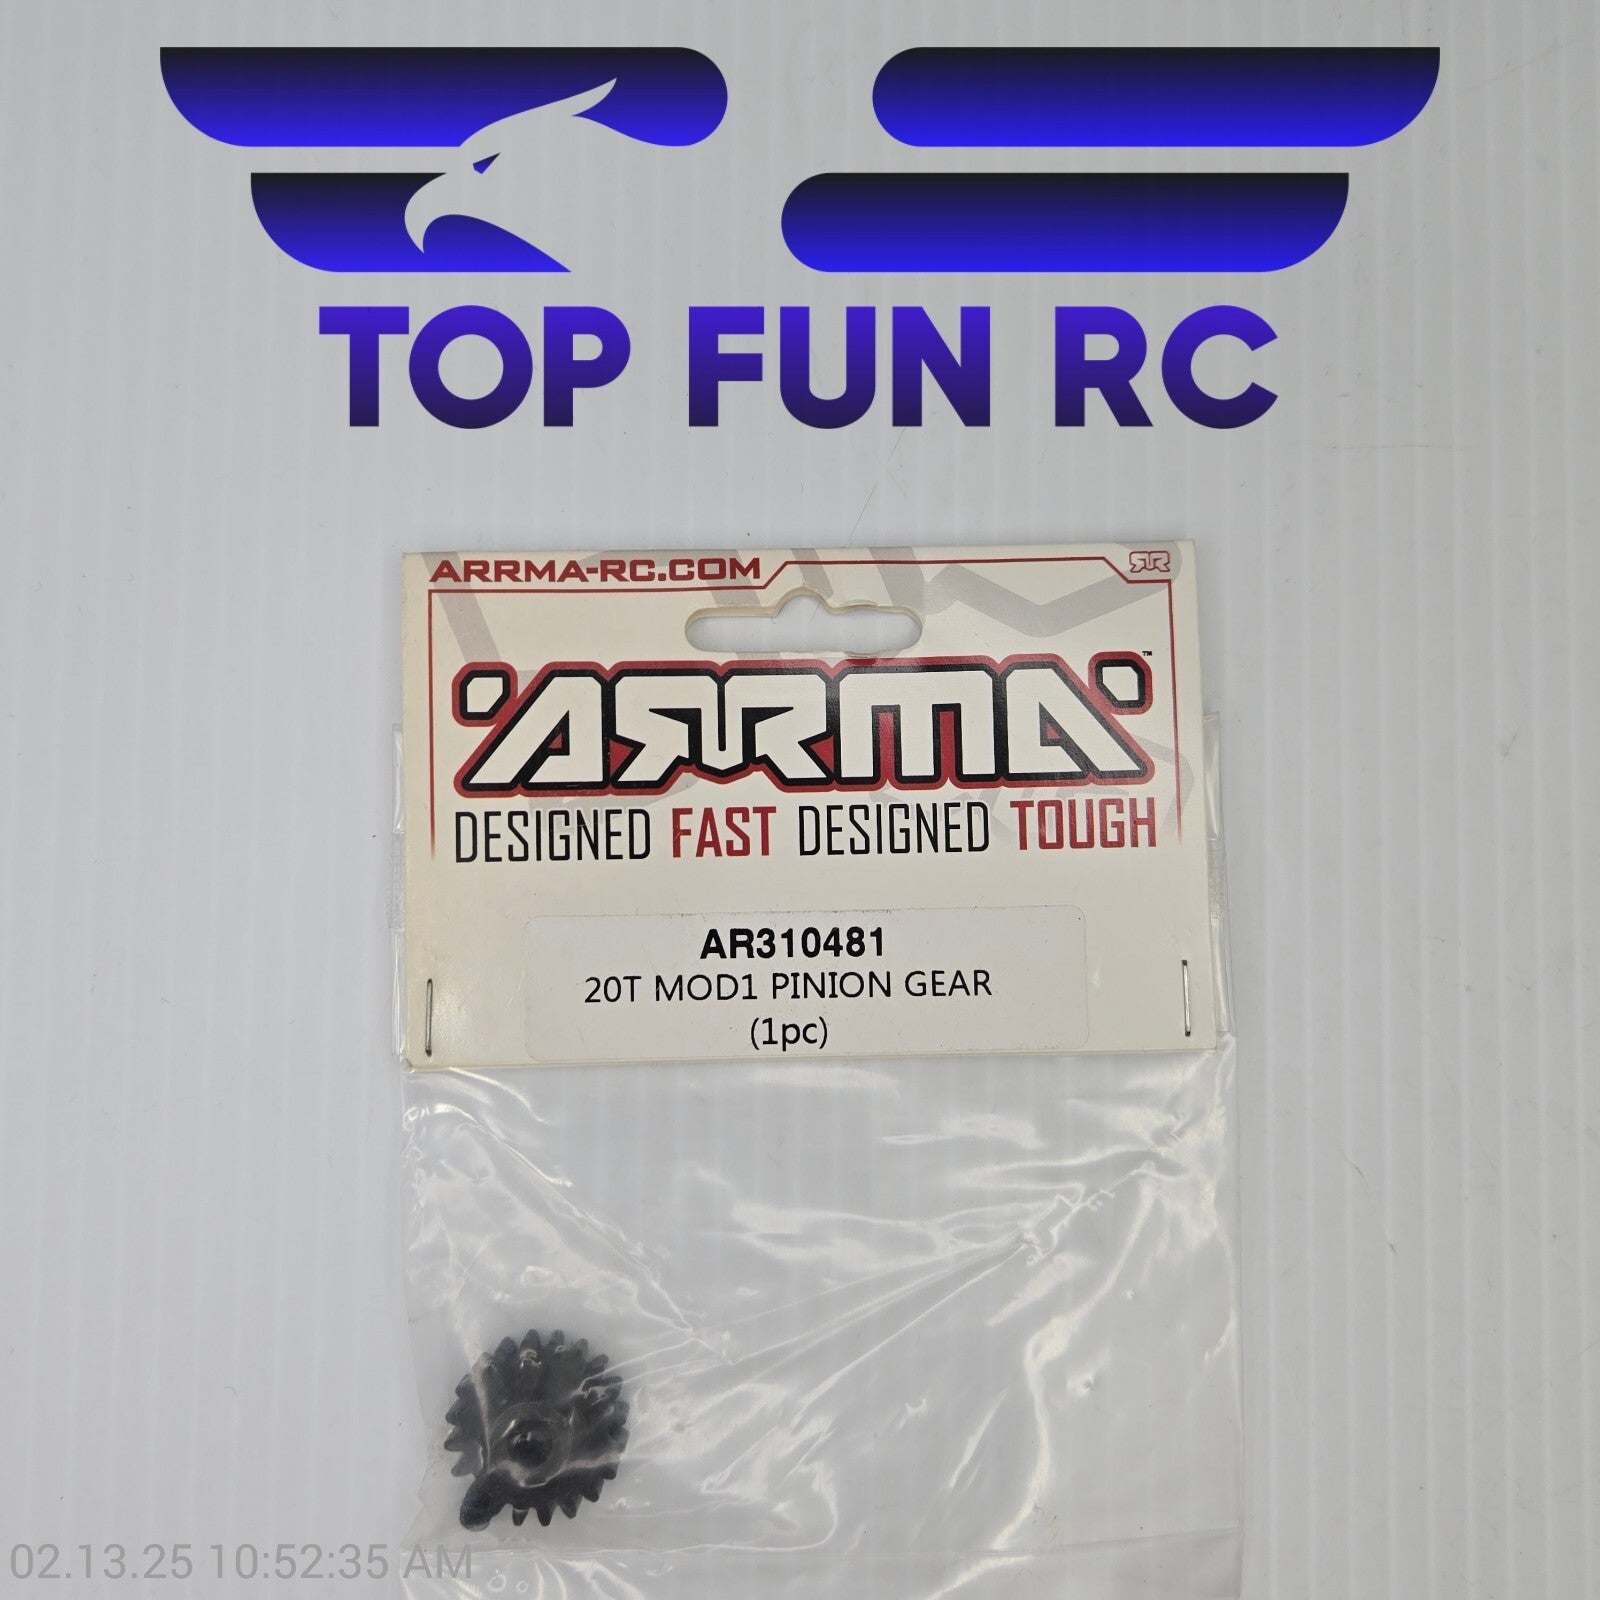 TOP FUN RC
ARRMA-RC.COM
ARRMA™
DESIGNED FAST DESIGNED TOUGH
AR310481
20T MOD1 PINION GEAR
(1pc)
02.13.25 10:52:35 AM